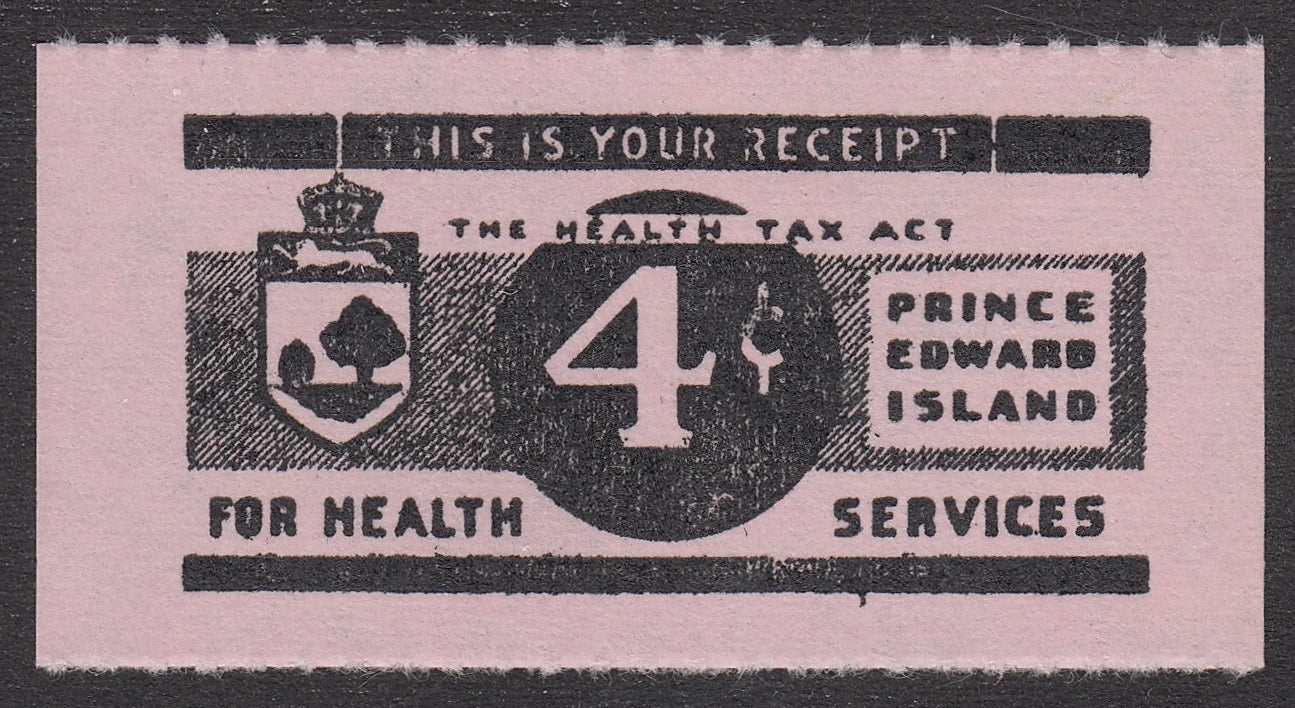 THIS IS YOUR RECEIPT
THE HEALTH TAX ACT
4¢
PRINCE
EDWARD
ISLAND
FOR HEALTH SERVICES